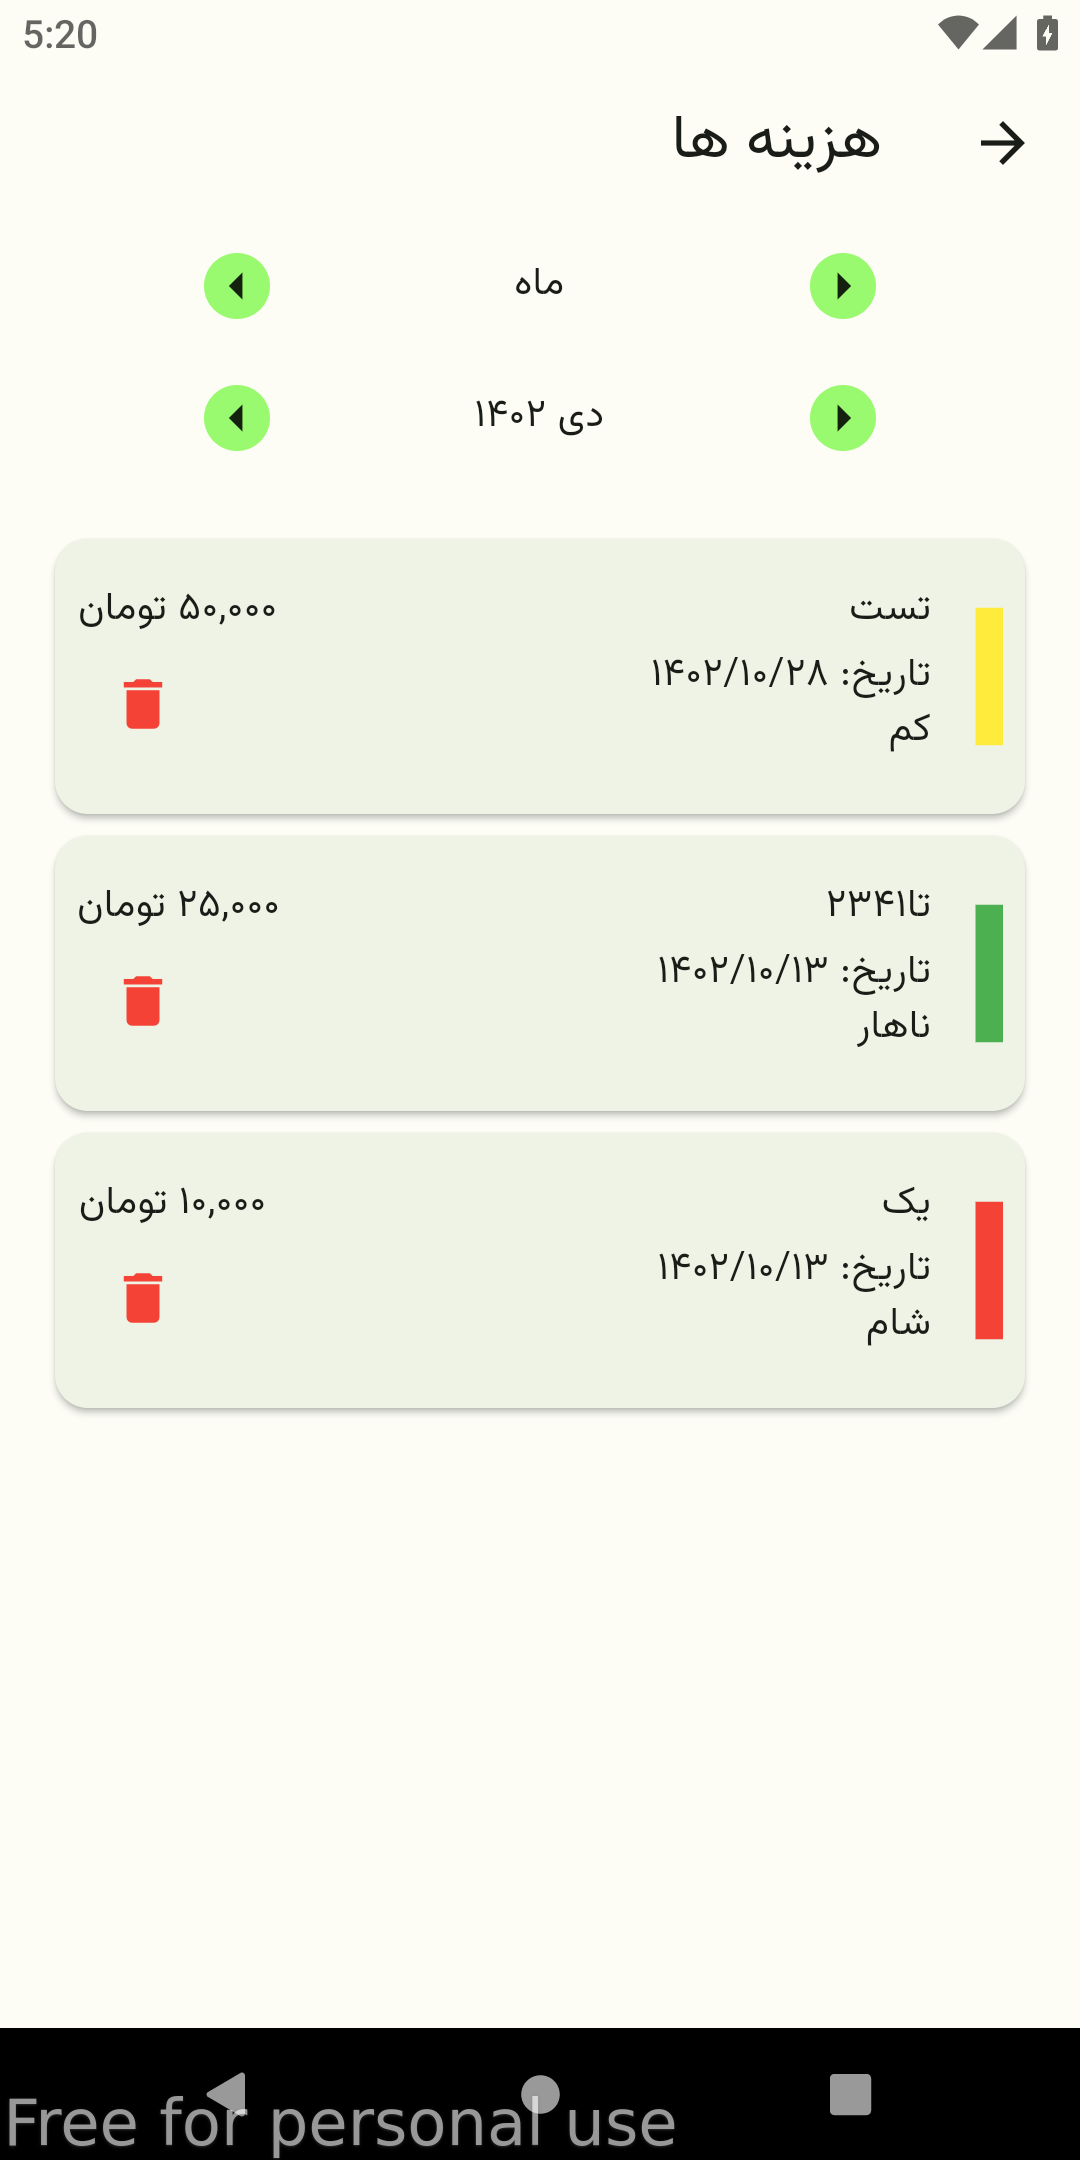 5:20
هزینه ها
ماه
دی ۱۴۰۲
تست
۵۰,۰۰۰ تومان
تاریخ: ۱۴۰۲/۱۰/۲۸
کم
تا۲۳۴۱
۲۵,۰۰۰ تومان
تاریخ: ۱۴۰۲/۱۰/۱۳
ناهار
یک
۱۰,۰۰۰ تومان
تاریخ: ۱۴۰۲/۱۰/۱۳
شام
Free for personal use